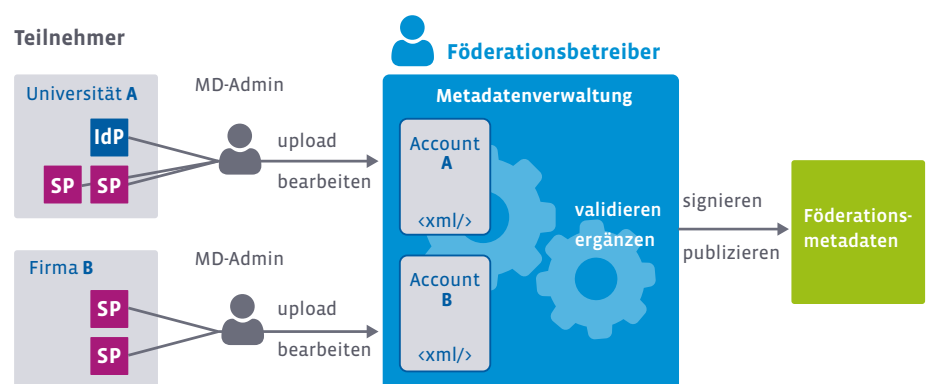 Teilnehmer
Föderationsbetreiber
Universität A
MD-Admin
IdP
SP SP
upload
bearbeiten
Metadatenverwaltung
Account
A
<xml/>
validieren
ergänzen
signieren
publizieren
Föderations-
metadaten
Firma B
MD-Admin
SP
SP
upload
bearbeiten
Account
B
<xml/>